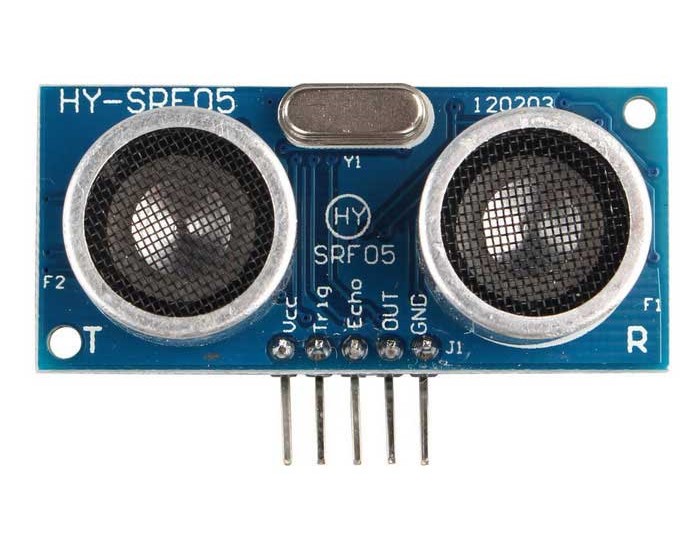 HY-SRF05
120203
Y1
HY
SRF05
F2
F1
Vcc
Trig
Echo
OUT
GND
T
J1
R